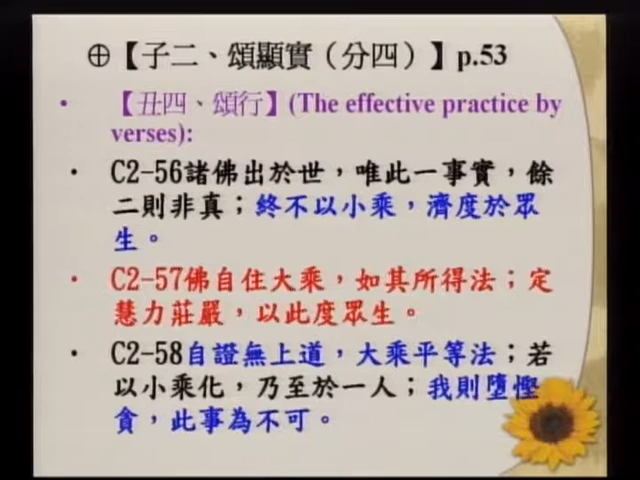 ⊕【子二、頌顯實（分四）】p.53
• 【丑四、頌行】(The effective practice by
verses):
• C2-56諸佛出於世，唯此一事實，餘
二則非真；終不以小乘，濟度於眾
生。
• C2-57佛自住大乘，如其所得法；定
慧力莊嚴，以此度眾生。
• C2-58自證無上道，大乘平等法；若
以小乘化，乃至於一人；我則墮慳
貪，此事為不可。